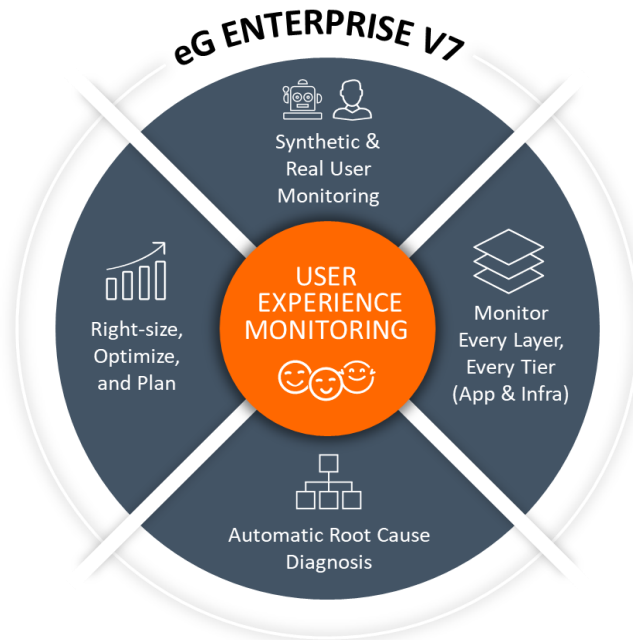 eG ENTERPRISE V7
Synthetic &
Real User
Monitoring
USER
EXPERIENCE
MONITORING
Right-size,
Optimize,
and Plan
Monitor
Every Layer,
Every Tier
(App & Infra)
Automatic Root Cause
Diagnosis